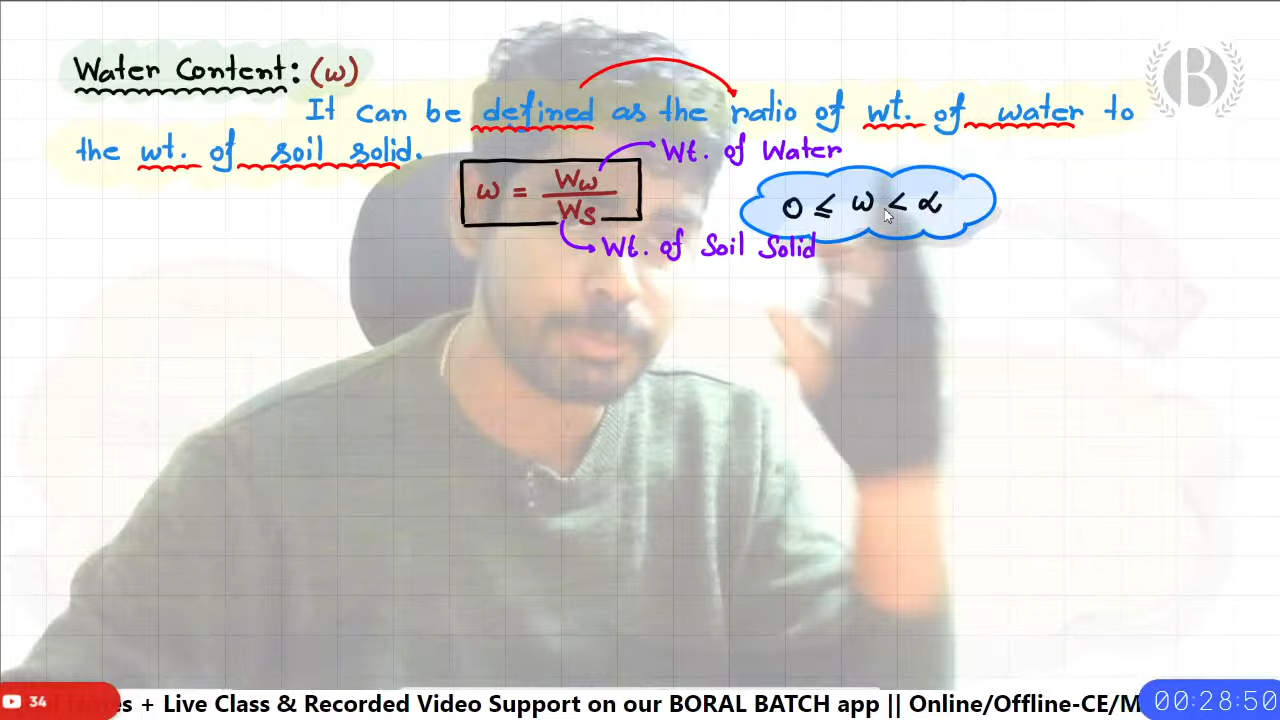 Water Content: (ω)
It can be defined as the ratio of wt. of water to
the wt. of soil solid.
Wt. of Water
ω = Wω / Ws
0 ≤ ω < α
Wt. of Soil Solid
B
34
es + Live Class & Recorded Video Support on our BORAL BATCH app || Online/Offline-CE/M
00:28:50